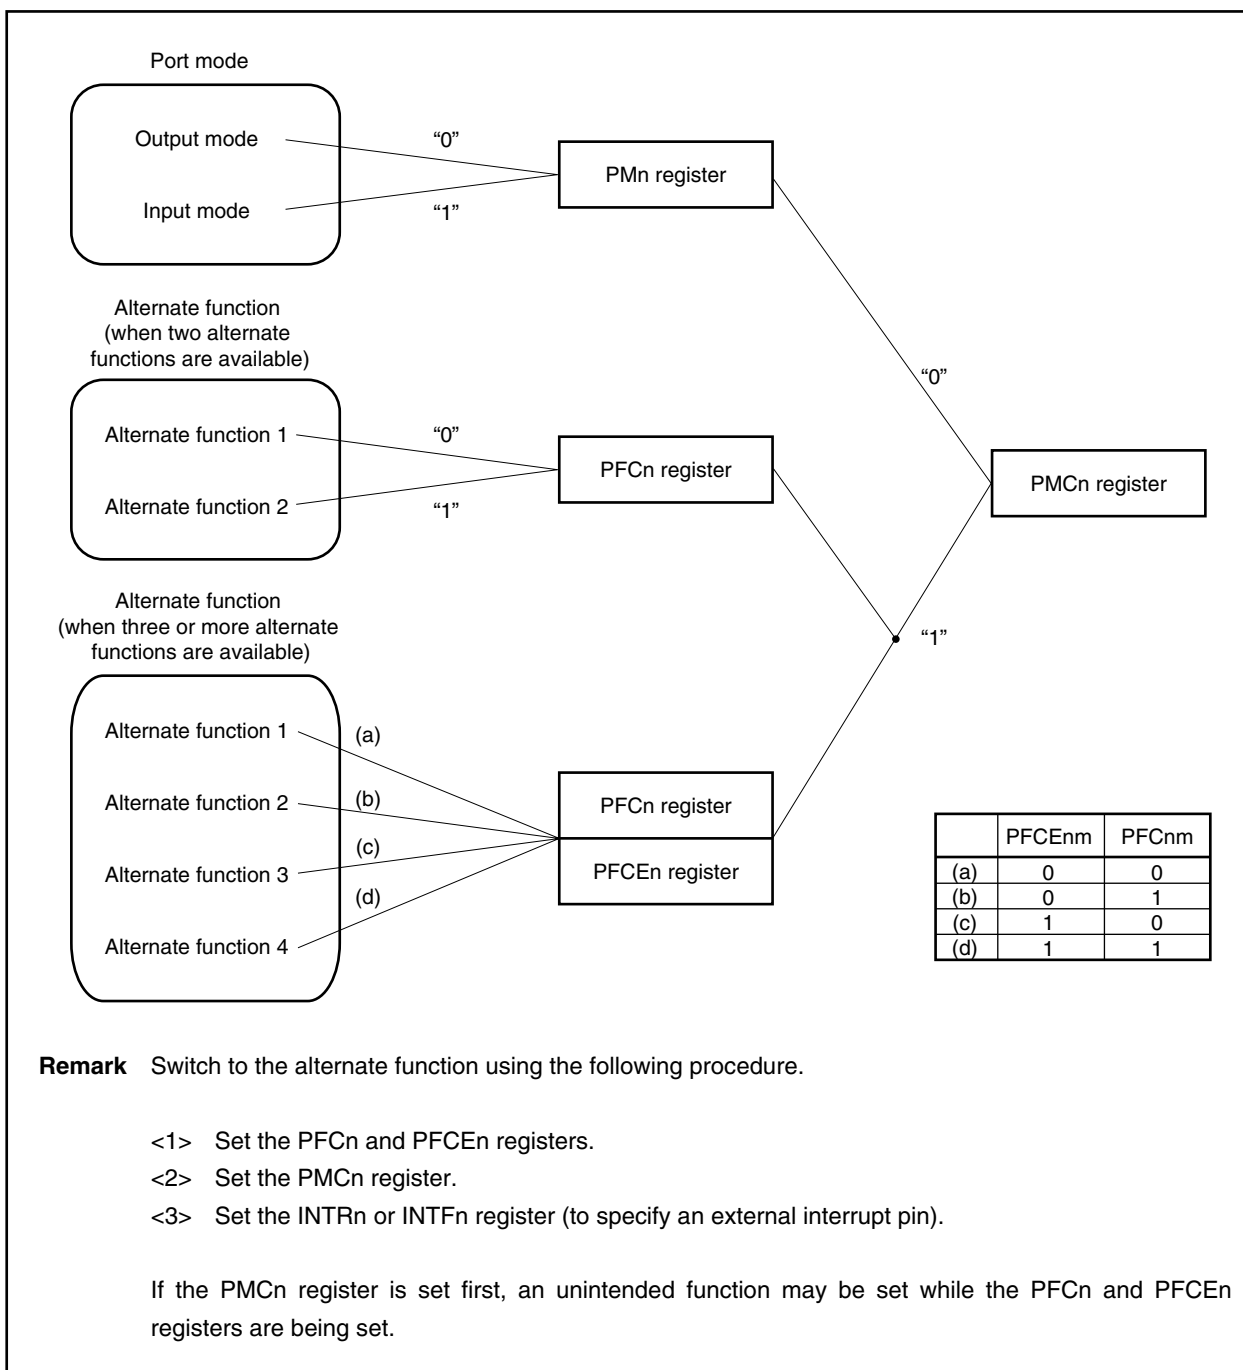 Port mode
Output mode
“0”
PMn register
Input mode
“1”
Alternate function
(when two alternate
functions are available)
“0”
Alternate function 1
“0”
PFCn register
PMCn register
Alternate function 2
“1”
Alternate function
(when three or more alternate
functions are available)
“1”
Alternate function 1
(a)
Alternate function 2
(b)
PFCn register
Alternate function 3
(c)
PFCEn register
(d)
Alternate function 4
PFCEnm PFCnm
(a) 0 0
(b) 0 1
(c) 1 0
(d) 1 1
Remark Switch to the alternate function using the following procedure.
<1> Set the PFCn and PFCEn registers.
<2> Set the PMCn register.
<3> Set the INTRn or INTFn register (to specify an external interrupt pin).
If the PMCn register is set first, an unintended function may be set while the PFCn and PFCEn
registers are being set.